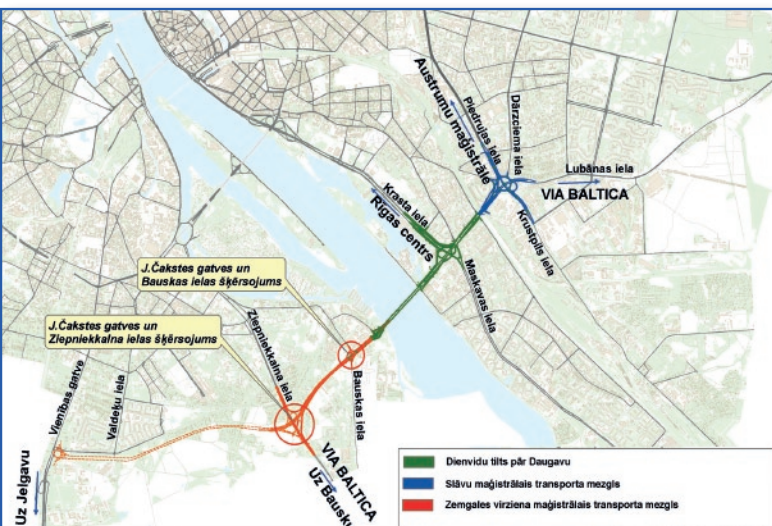 Austrumu maģistrāle
Piedrujas iela
Dārzciema iela
Lubānas iela
VIA BALTICA
Krustpils iela
Krasta iela
Rīgas centrs
Maskavas iela
J.Čakstes gatves un
Bauskas ielas šķērsojums
J.Čakstes gatves un
Ziepniekkalna ielas šķērsojums
Ziepniekkalna iela
Bauskas iela
Vienības gatve
Valdeķu iela
VIA BALTICA
Uz Bausku
Uz Jelgavu
Dienvidu tilts pār Daugavu
Slāvu maģistrālais transporta mezgls
Zemgales virziena maģistrālais transporta mezgls